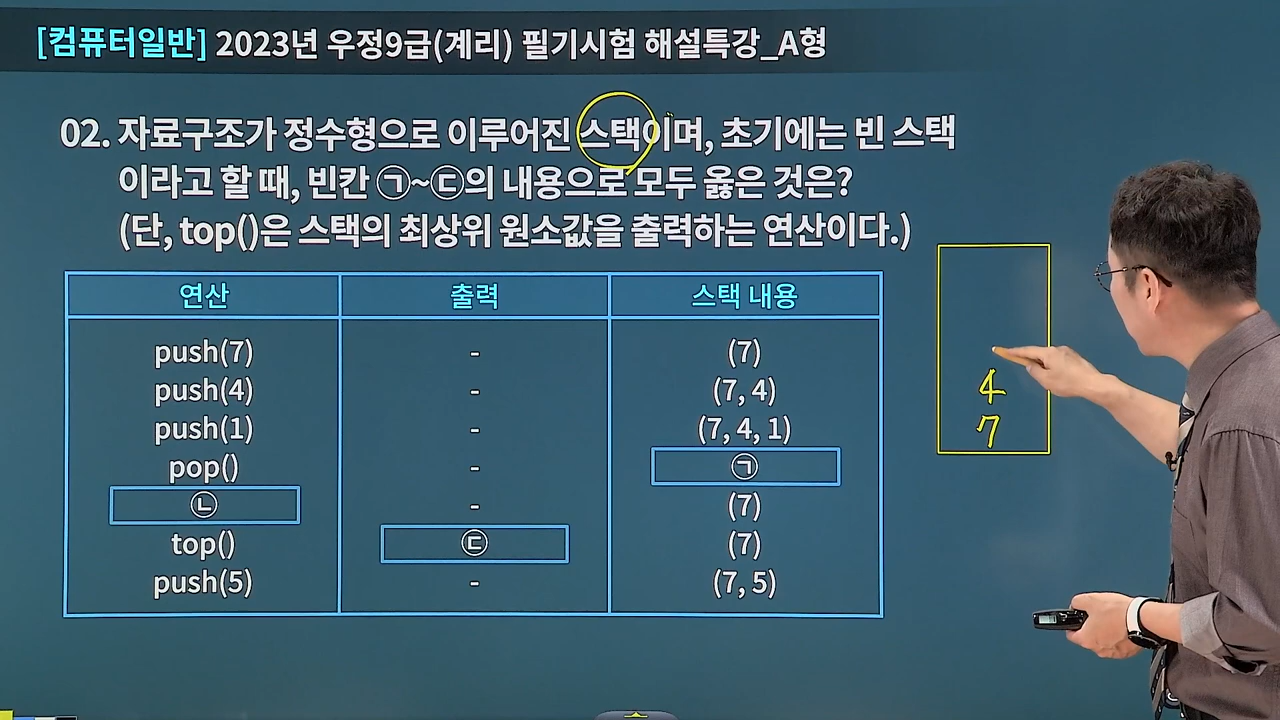 [컴퓨터일반] 2023년 우정9급(계리) 필기시험 해설특강_A형
02. 자료구조가 정수형으로 이루어진 스택이며, 초기에는 빈 스택
이라고 할 때, 빈칸 ㉠~㉢의 내용으로 모두 옳은 것은?
(단, top()은 스택의 최상위 원소값을 출력하는 연산이다.)
연산 출력 스택 내용
push(7) - (7)
push(4) - (7, 4)
push(1) - (7, 4, 1)
pop() - ㉠
㉡ - (7)
top() ㉢ (7)
push(5) - (7, 5)
4
7